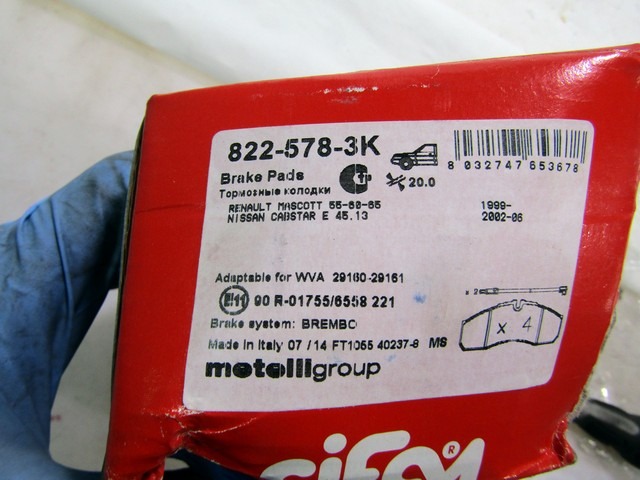 822-578-3K
8 032747 653678
Brake Pads
Тормозные колодки
20.0
RENAULT MASCOTT 55-60-65 1999-
NISSAN CABSTAR E 45.13 2002-06
Adaptable for WVA 29160-29161
E11 90 R-01755/6558 221
x 2
x 4
Brake system: BREMBO
Made in Italy 07 /14 FT1055 40237-8 MS
metelligroup
cifam®